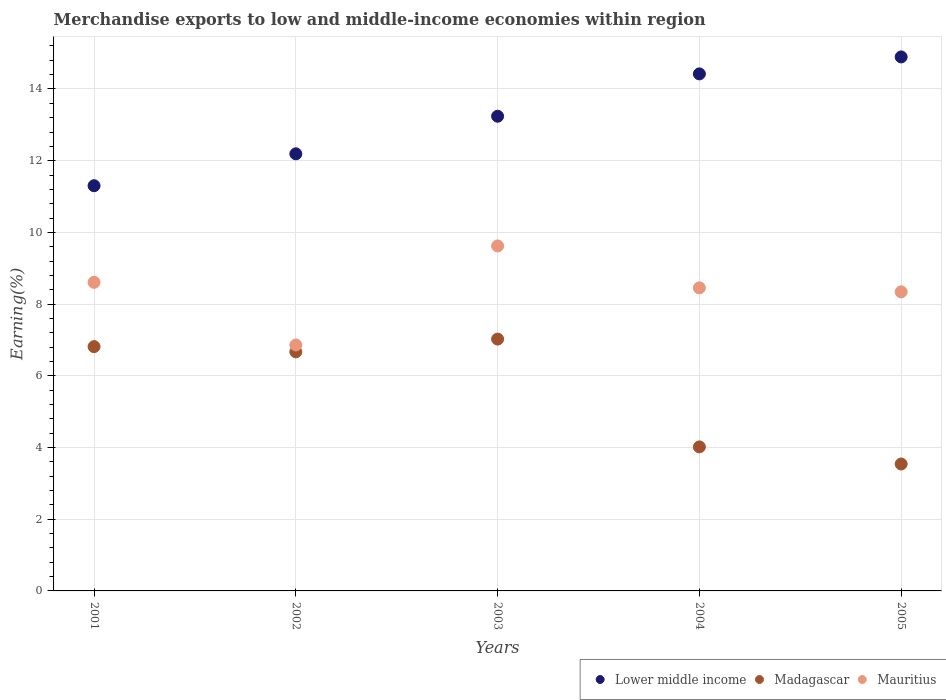 Merchandise exports to low and middle-income economies within region
Earning(%)
14
12
10
8
6
4
2
0
2001
2002
2003
2004
2005
Years
Lower middle income
Madagascar
Mauritius